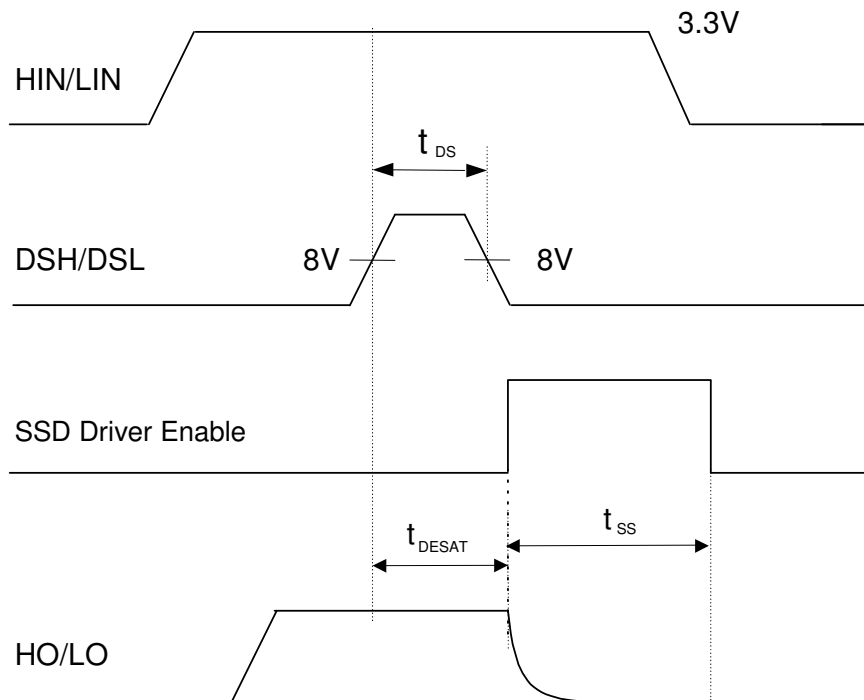 3.3V
HIN/LIN
t DS
DSH/DSL 8V 8V
SSD Driver Enable
t DESAT t SS
HO/LO